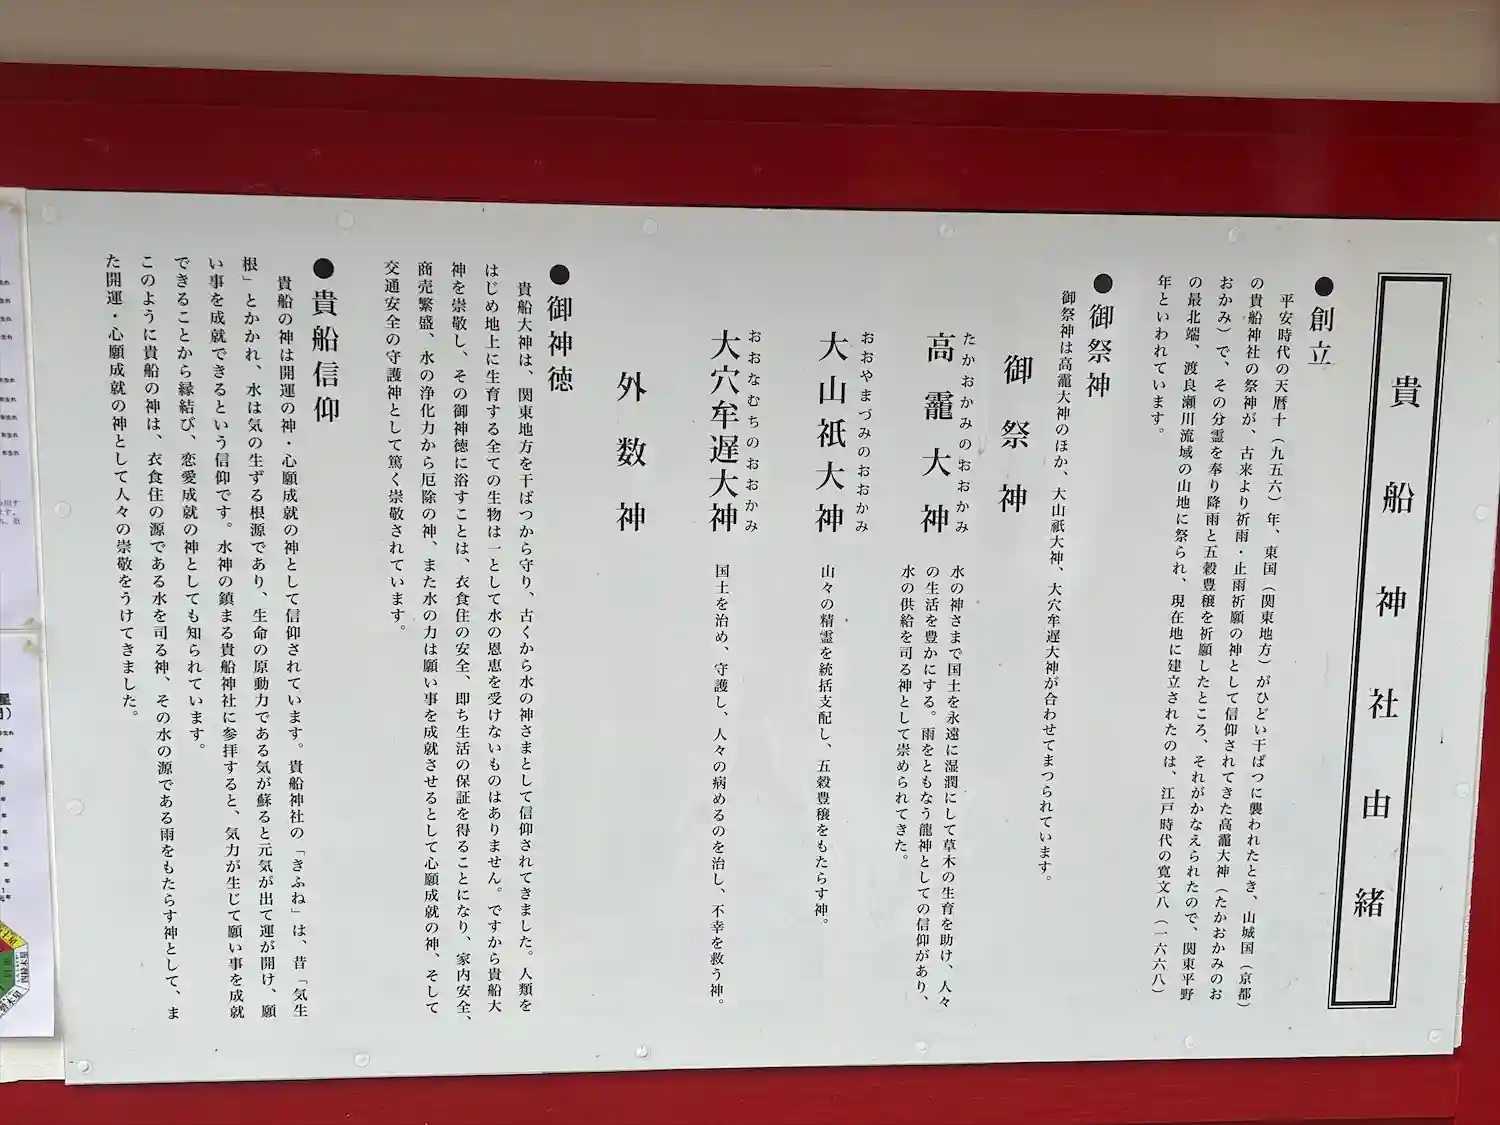 貴船神社由緒
●創立
平安時代の天暦十（九五六）年、東国（関東地方）がひどい干ばつに襲われたとき、山城国（京都）
の貴船神社の祭神が、古来より祈雨・止雨祈願の神として信仰されてきた高龗大神（たかおかみのお
おかみ）で、その分霊を奉り降雨と五穀豊穣を祈願したところ、それがかなえられたので、関東平野
の最北端、渡良瀬川流域の山地に祭られ、現在地に建立されたのは、江戸時代の寛文八（一六六八）
年といわれています。
●御祭神
御祭神は高龗大神のほか、大山祇大神、大穴牟遅大神が合わせてまつられています。
御祭神
たかおかみのおおかみ
高龗大神
水の神さまで国土を永遠に湿潤にして草木の生育を助け、人々
の生活を豊かにする。雨をともなう龍神としての信仰があり、
水の供給を司る神として崇められてきた。
おおやまづみのおおかみ
大山祇大神
山々の精霊を統括支配し、五穀豊穣をもたらす神。
おおなむちのおおかみ
大穴牟遅大神
国土を治め、守護し、人々の病めるのを治し、不幸を救う神。
外数神
●御神徳
貴船大神は、関東地方を干ばつから守り、古くから水の神さまとして信仰されてきました。人類を
はじめ地上に生育する全ての生物は一として水の恩恵を受けないものはありません。ですから貴船大
神を崇敬し、その御神徳に浴すことは、衣食住の安全、即ち生活の保証を得ることになり、家内安全、
商売繁盛、水の浄化力から厄除の神、また水の力は願い事を成就させるとして心願成就の神、そして
交通安全の守護神として篤く崇敬されています。
●貴船信仰
貴船の神は開運の神・心願成就の神として信仰されています。貴船神社の「きふね」は、昔「気生
根」とかかれ、水は気の生ずる根源であり、生命の原動力である気が蘇ると元気が出て運が開け、願
い事を成就できるという信仰です。水神の鎮まる貴船神社に参拝すると、気力が生じて願い事を成就
できることから縁結び、恋愛成就の神としても知られています。
このように貴船の神は、衣食住の源である水を司る神、その水の源である雨をもたらす神として、ま
た開運・心願成就の神として人々の崇敬をうけてきました。